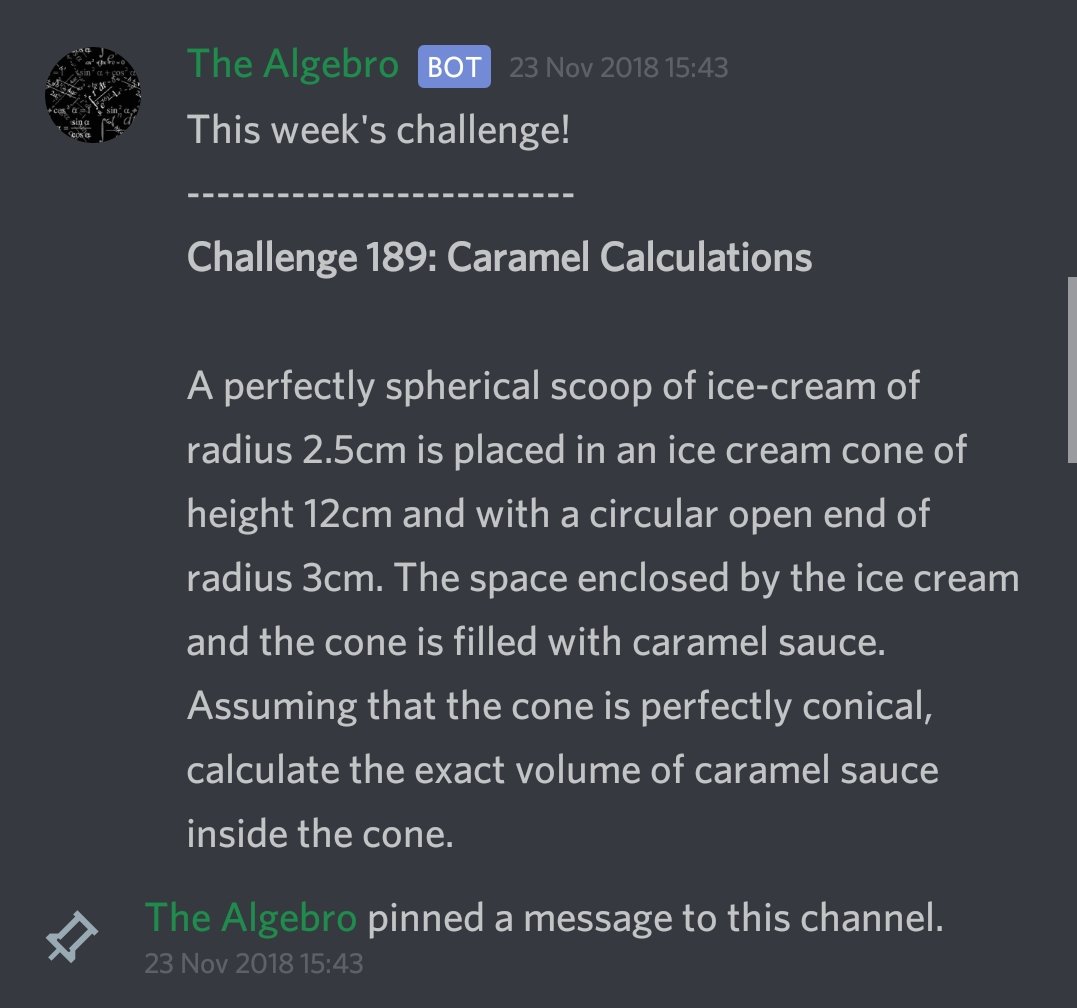 The Algebro BOT 23 Nov 2018 15:43
This week's challenge!
--------------------------
Challenge 189: Caramel Calculations
A perfectly spherical scoop of ice-cream of
radius 2.5cm is placed in an ice cream cone of
height 12cm and with a circular open end of
radius 3cm. The space enclosed by the ice cream
and the cone is filled with caramel sauce.
Assuming that the cone is perfectly conical,
calculate the exact volume of caramel sauce
inside the cone.
The Algebro pinned a message to this channel.
23 Nov 2018 15:43